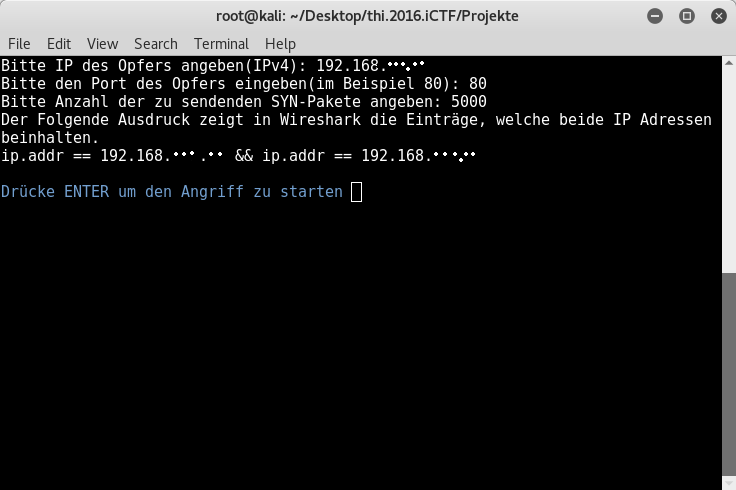 root@kali: ~/Desktop/thi.2016.iCTF/Projekte
File Edit View Search Terminal Help
Bitte IP des Opfers angeben(IPv4): 192.168.
Bitte den Port des Opfers eingeben(im Beispiel 80): 80
Bitte Anzahl der zu sendenden SYN-Pakete angeben: 5000
Der Folgende Ausdruck zeigt in Wireshark die Einträge, welche beide IP Adressen
beinhalten.
ip.addr == 192.168. . && ip.addr == 192.168.
Drücke ENTER um den Angriff zu starten